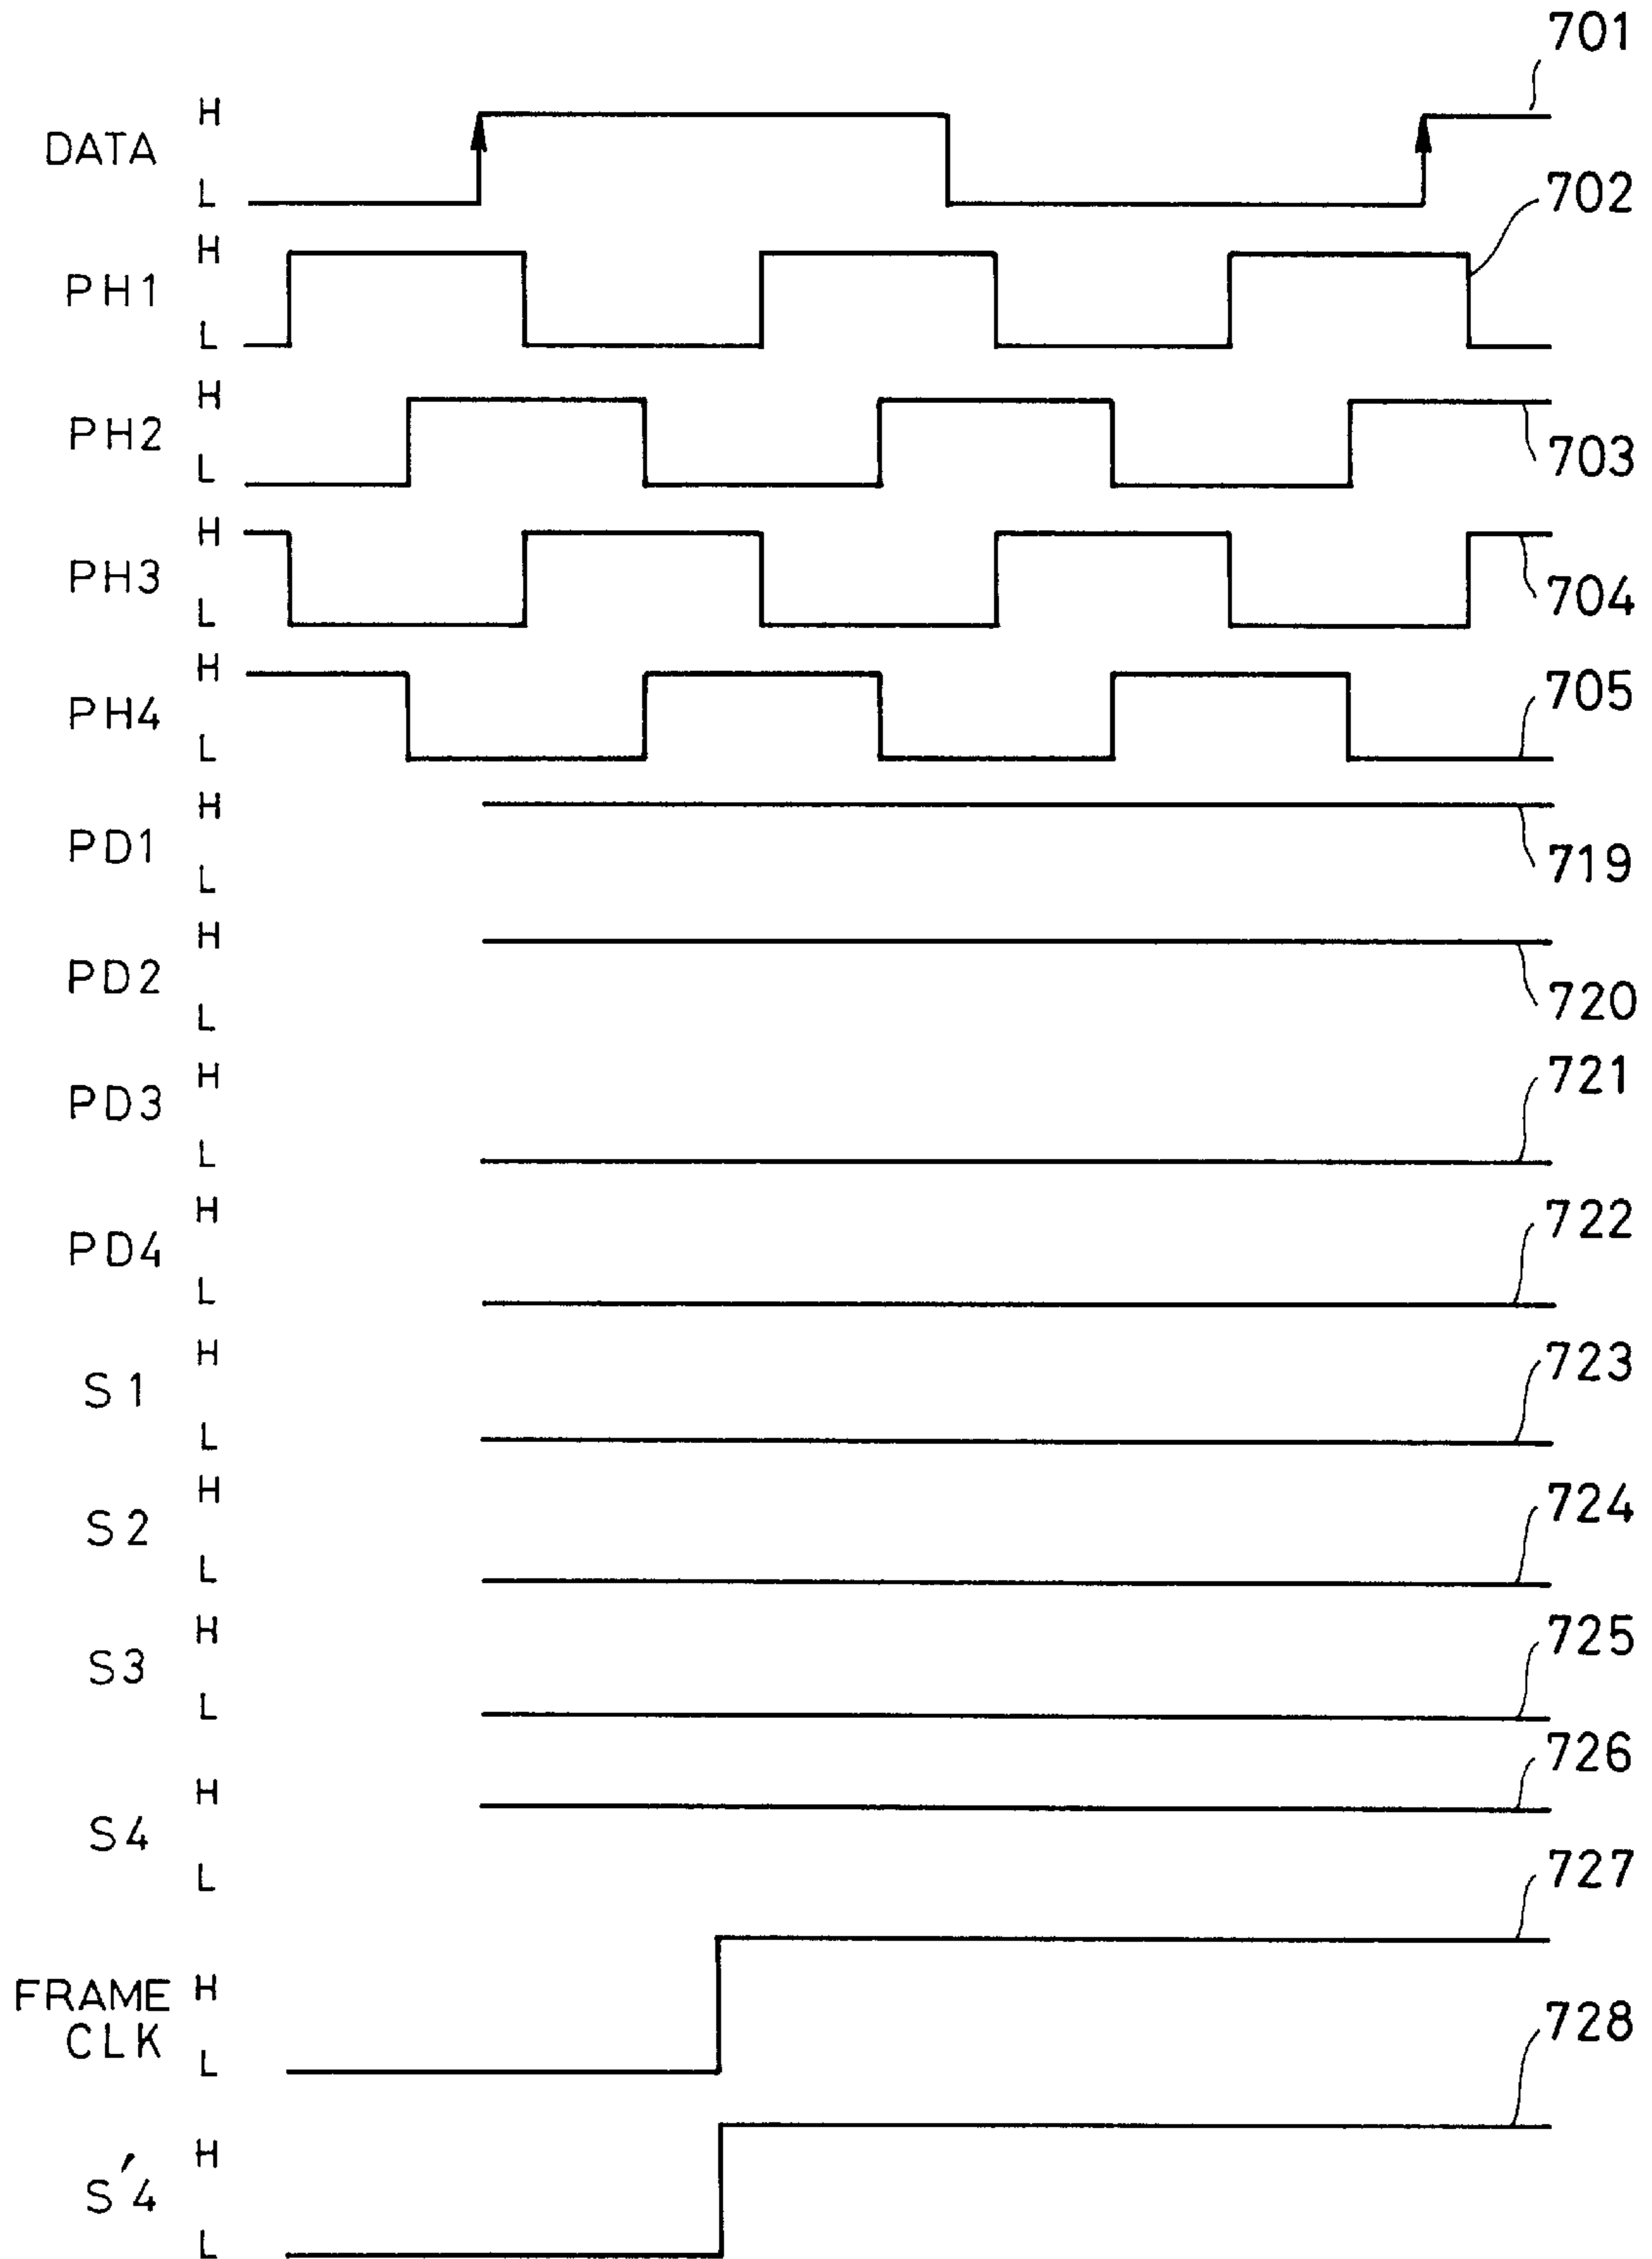 701
H
DATA
L
702
H
PH1
L
H
PH2
703
L
H
PH3
704
L
H
PH4
705
L
H
PD1
719
L
H
PD2
720
L
H
721
PD3
L
H
722
PD4
L
H
723
S1
L
H
724
S2
L
H
725
S3
L
726
H
S4
727
L
FRAME H
CLK
728
L
H
S'4
L